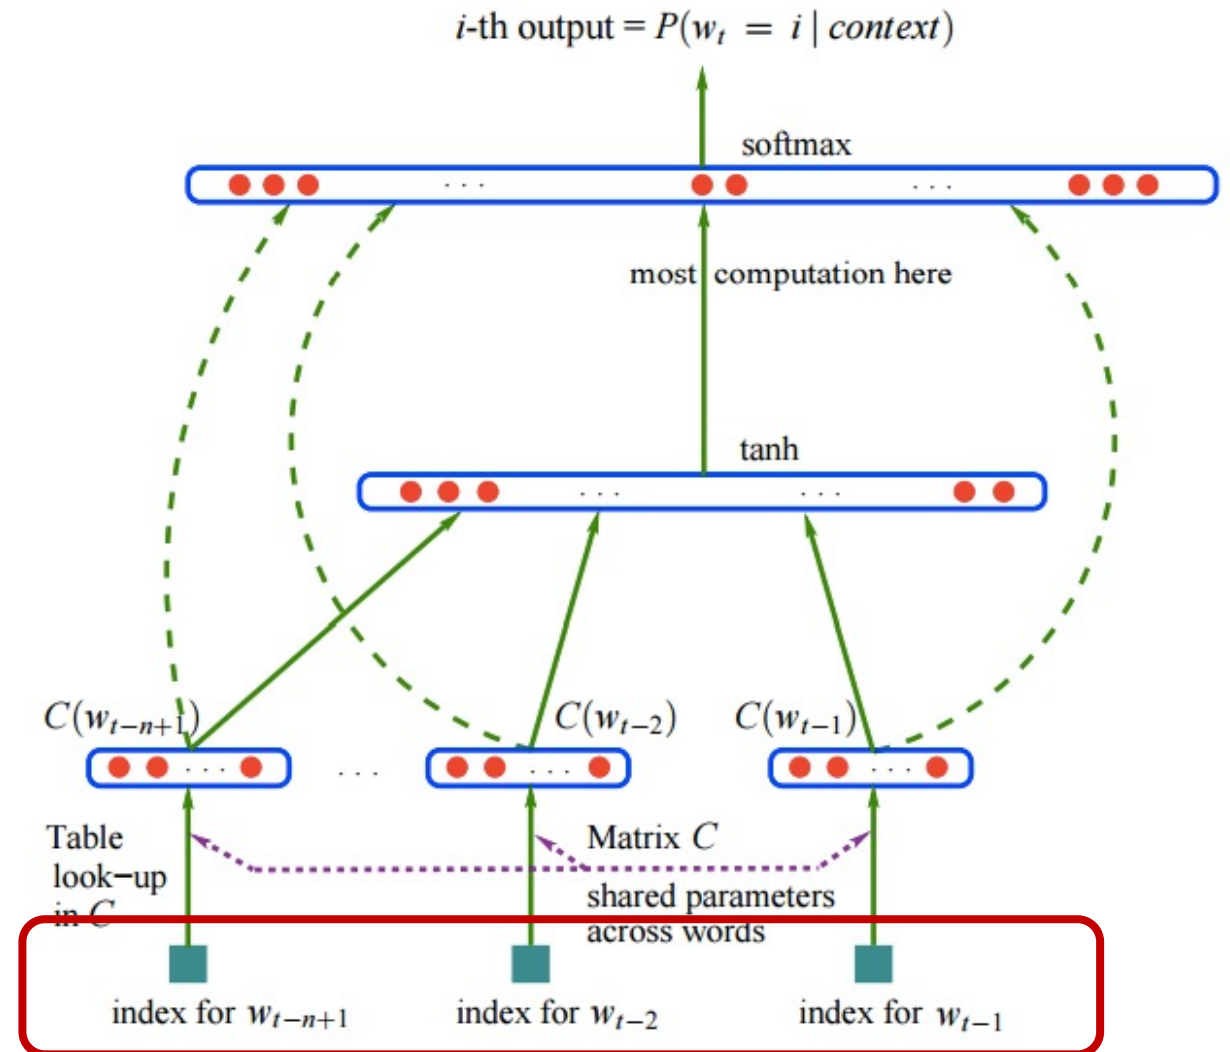 i-th output = P(w_t = i | context)
softmax
. . .
. . .
most computation here
tanh
. . .
. . .
C(w_{t−n+1})
C(w_{t−2})
C(w_{t−1})
. . .
. . .
. . .
. . .
Table
look−up
in C
Matrix C
shared parameters
across words
index for w_{t−n+1}
index for w_{t−2}
index for w_{t−1}